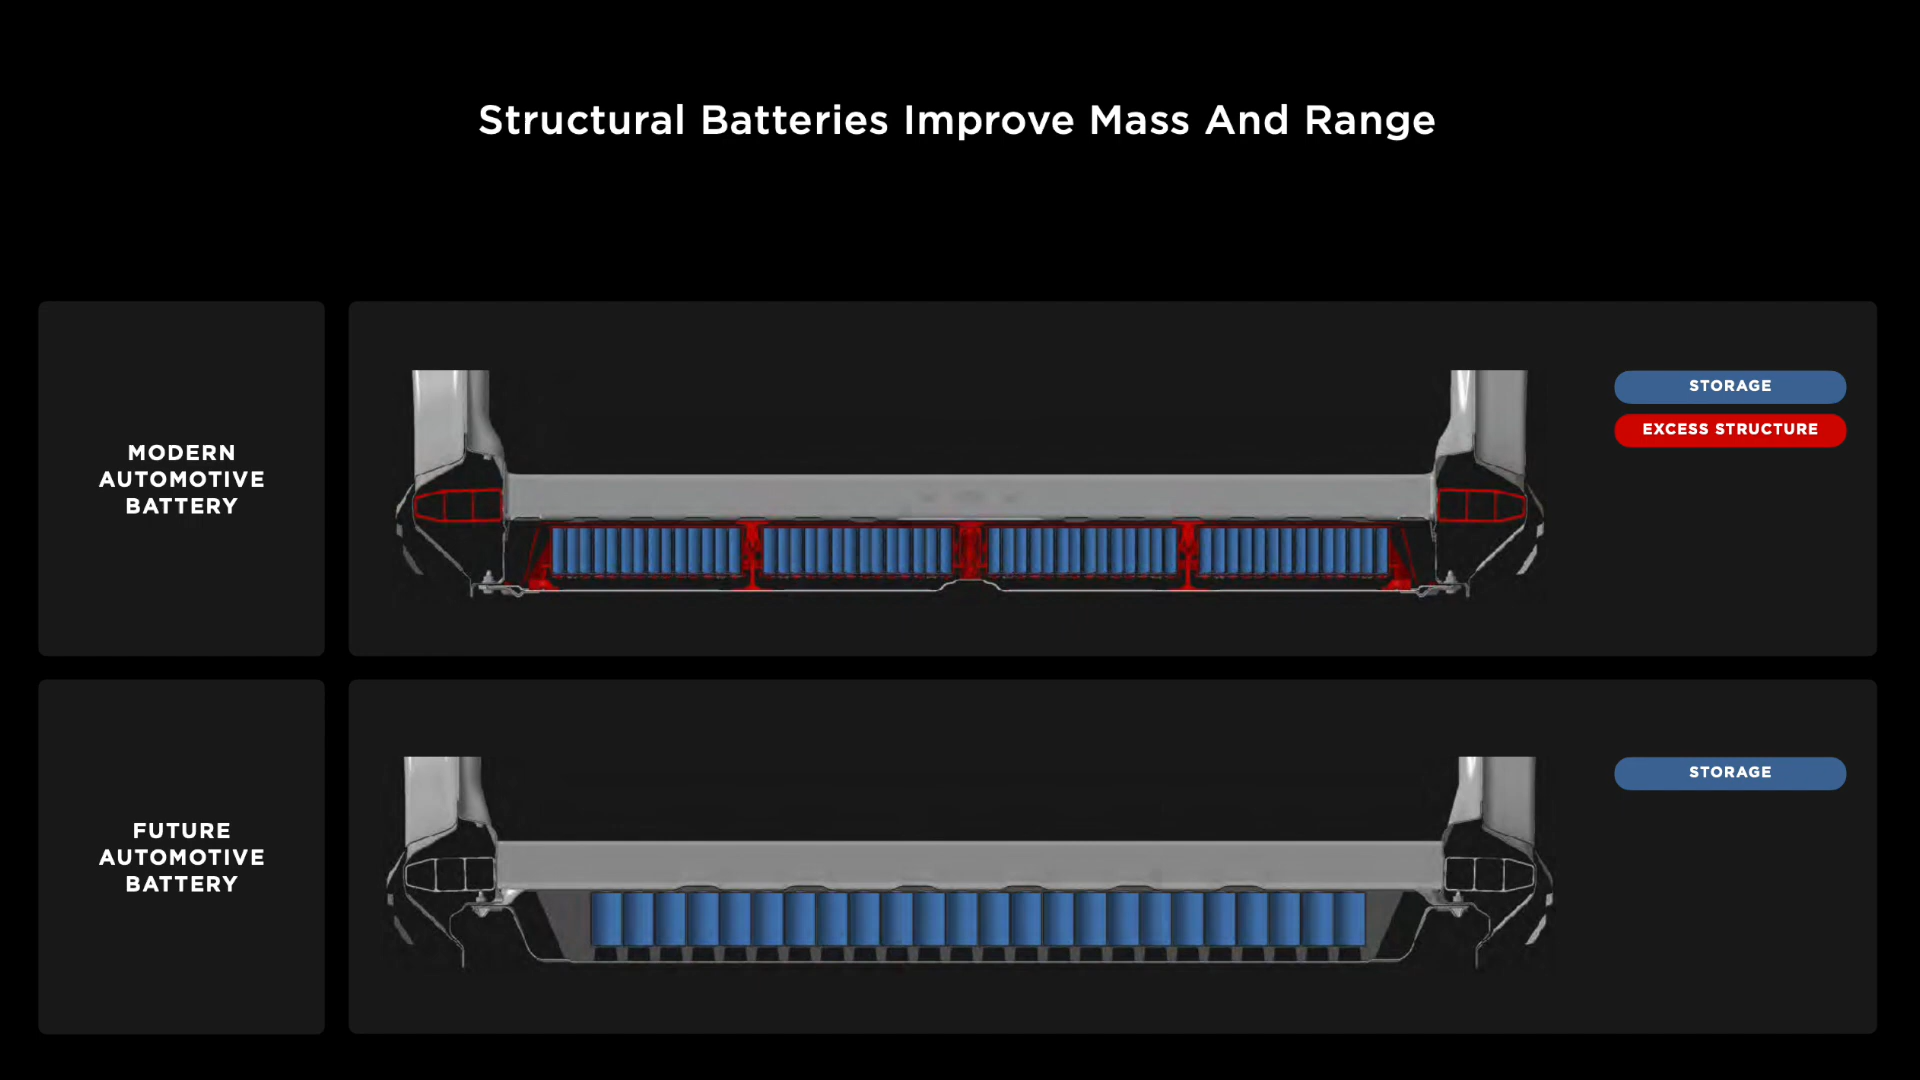 Structural Batteries Improve Mass And Range
MODERN
AUTOMOTIVE
BATTERY
STORAGE
EXCESS STRUCTURE
FUTURE
AUTOMOTIVE
BATTERY
STORAGE